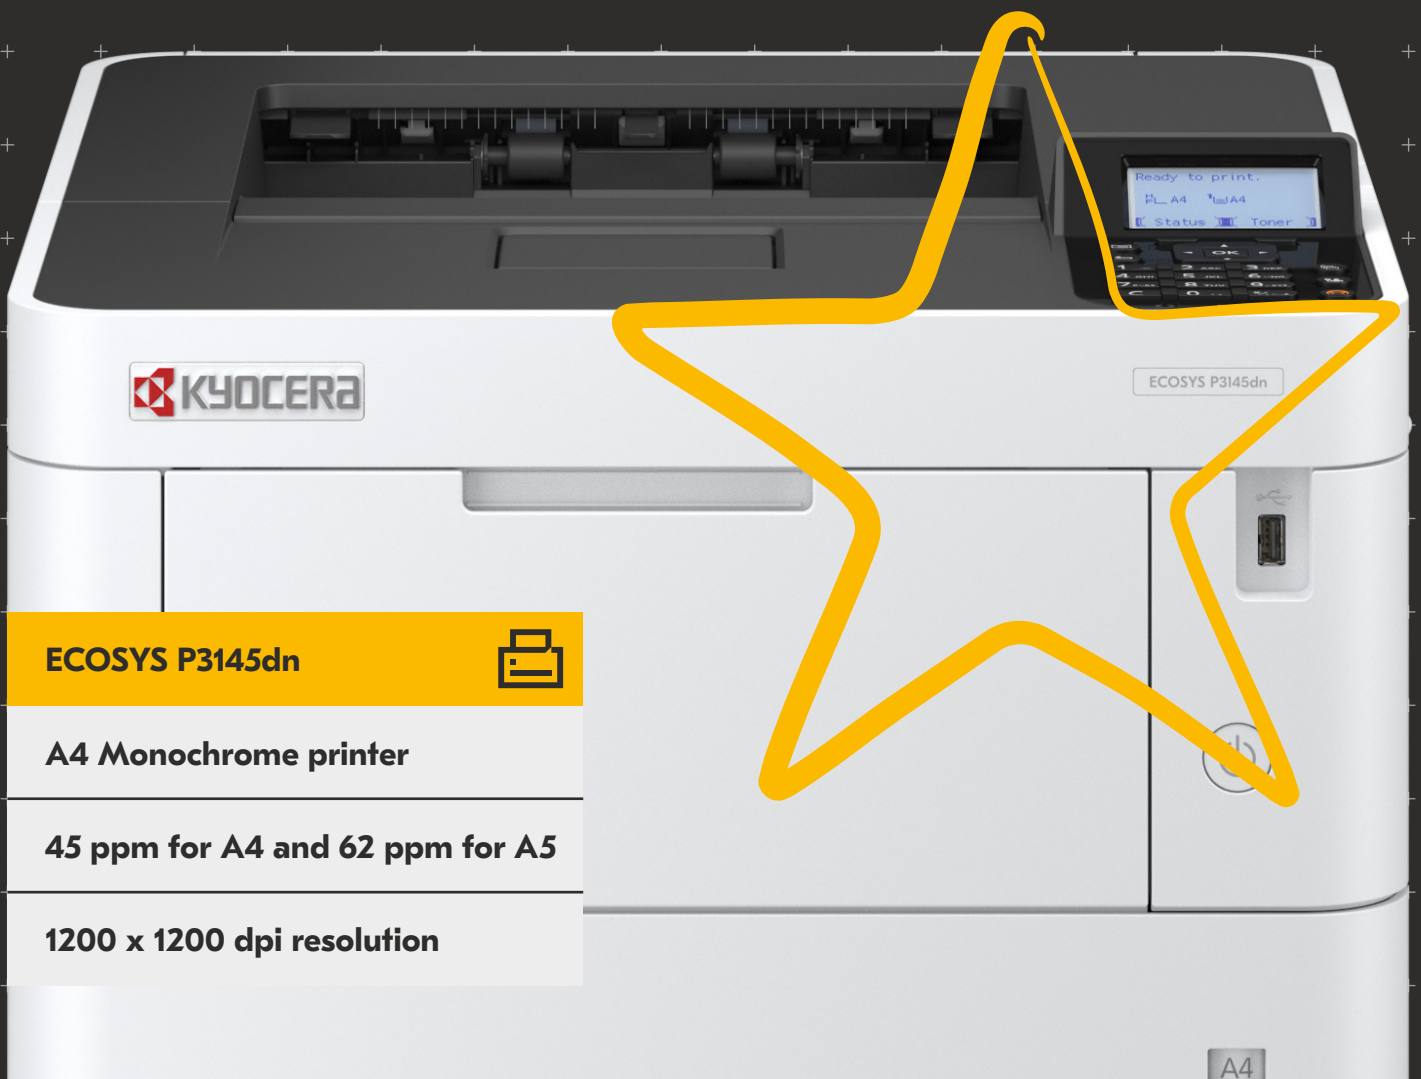 Ready to print.
A4 A4
Status Toner
OK
KYOCERA
ECOSYS P3145dn
ECOSYS P3145dn
A4 Monochrome printer
45 ppm for A4 and 62 ppm for A5
1200 x 1200 dpi resolution
A4